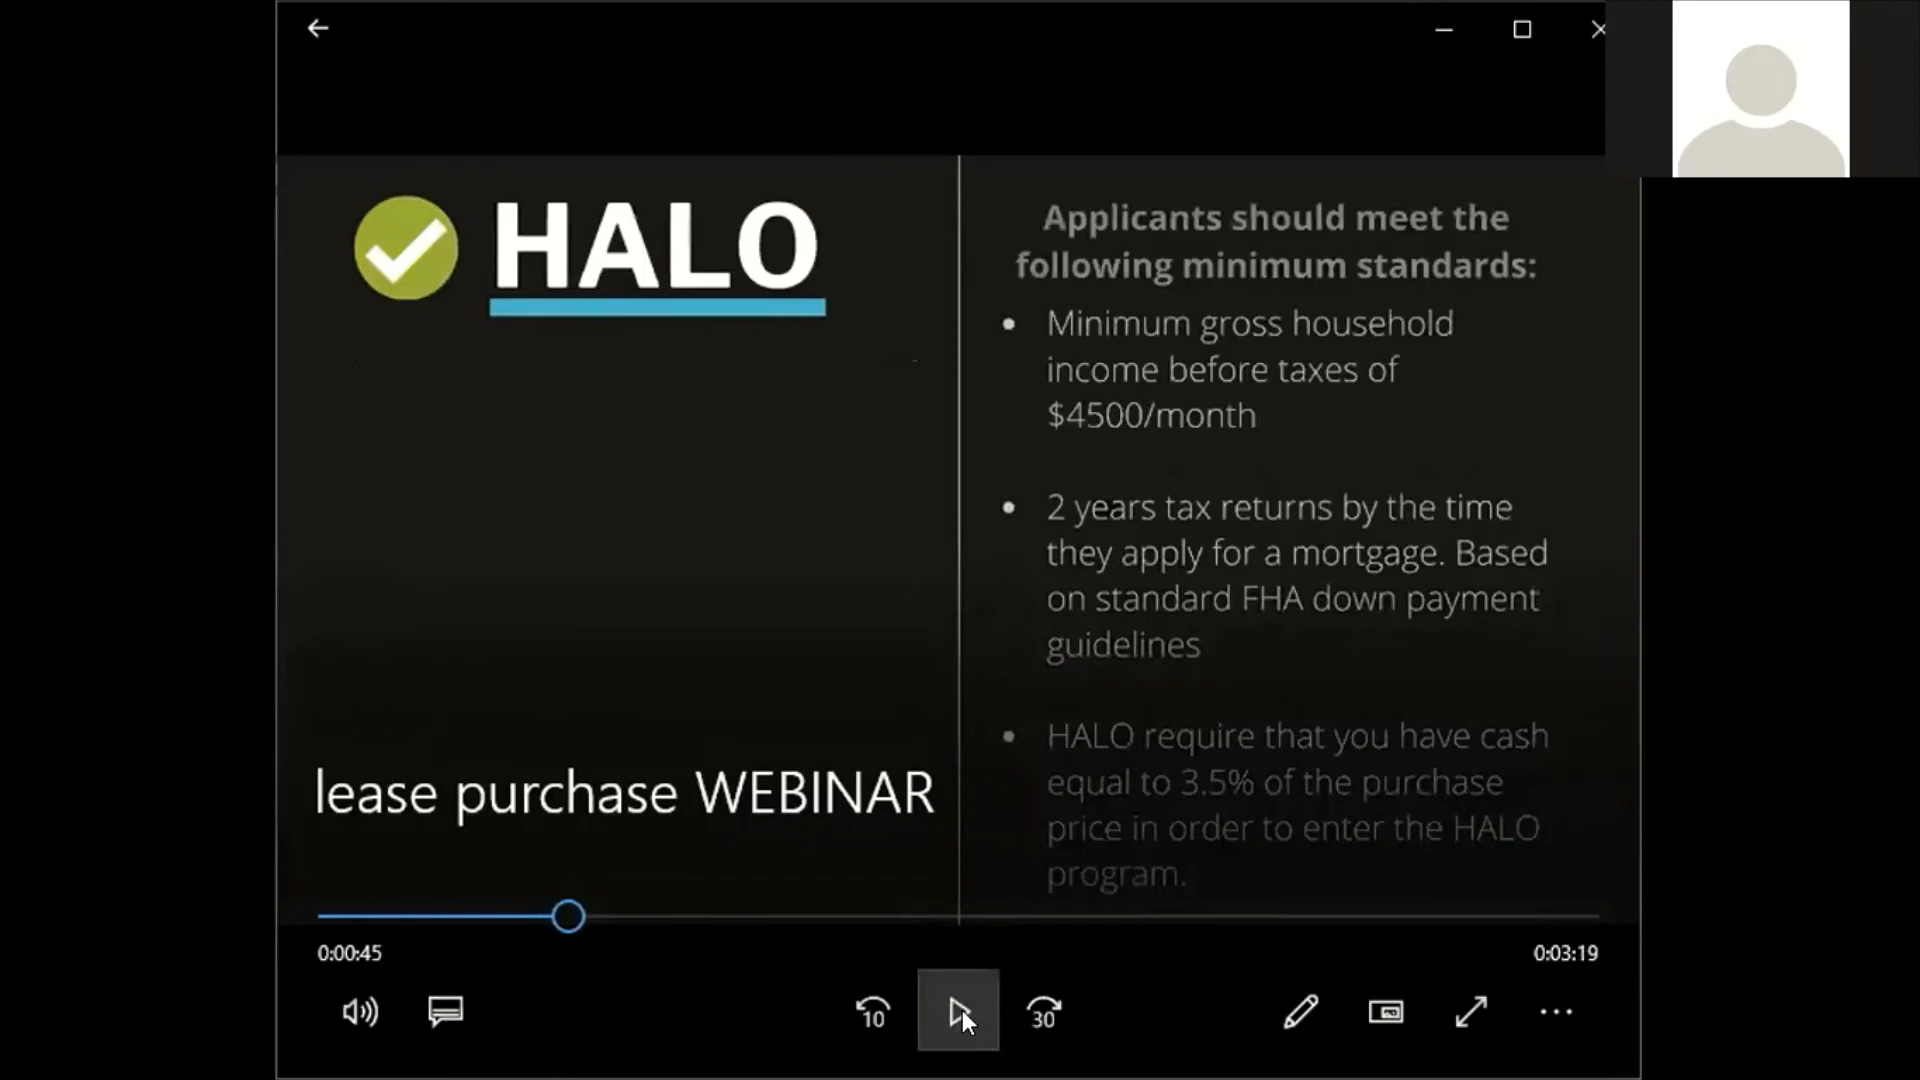 HALO
lease purchase WEBINAR
Applicants should meet the
following minimum standards:
• Minimum gross household
income before taxes of
$4500/month
• 2 years tax returns by the time
they apply for a mortgage. Based
on standard FHA down payment
guidelines
• HALO require that you have cash
equal to 3.5% of the purchase
price in order to enter the HALO
program.
0:00:45
0:03:19
10
30